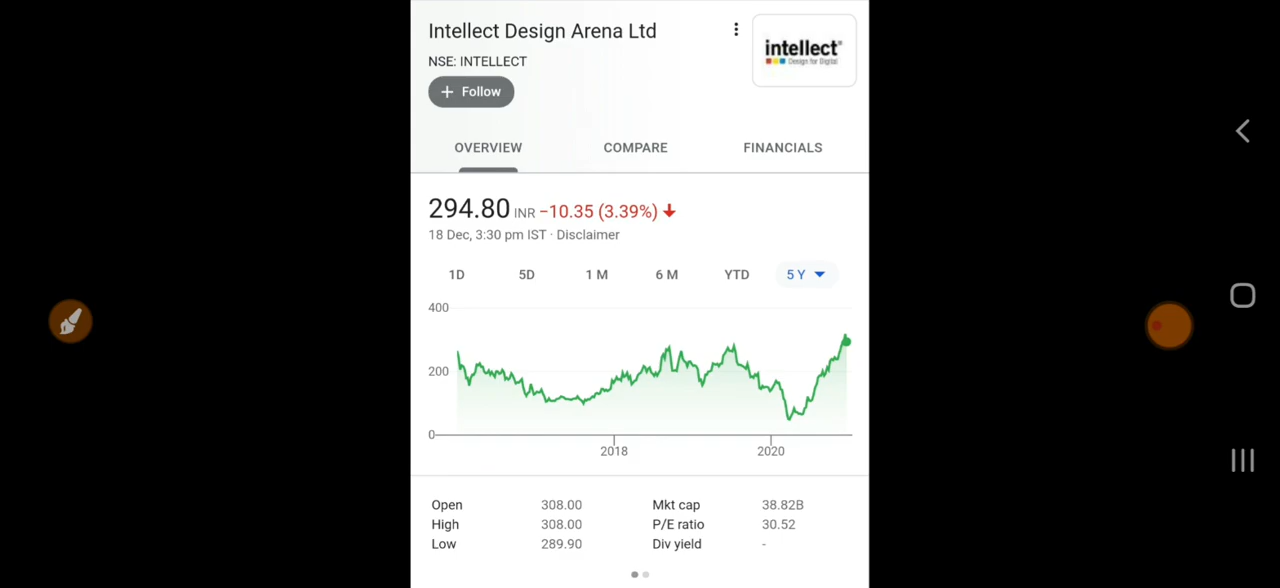 Intellect Design Arena Ltd
intellect®
Design for Digital
NSE: INTELLECT
+ Follow
OVERVIEW COMPARE FINANCIALS
294.80 INR −10.35 (3.39%)
18 Dec, 3:30 pm IST · Disclaimer
1D 5D 1 M 6 M YTD 5 Y
400
200
0
2018 2020
Open 308.00 Mkt cap 38.82B
High 308.00 P/E ratio 30.52
Low 289.90 Div yield -